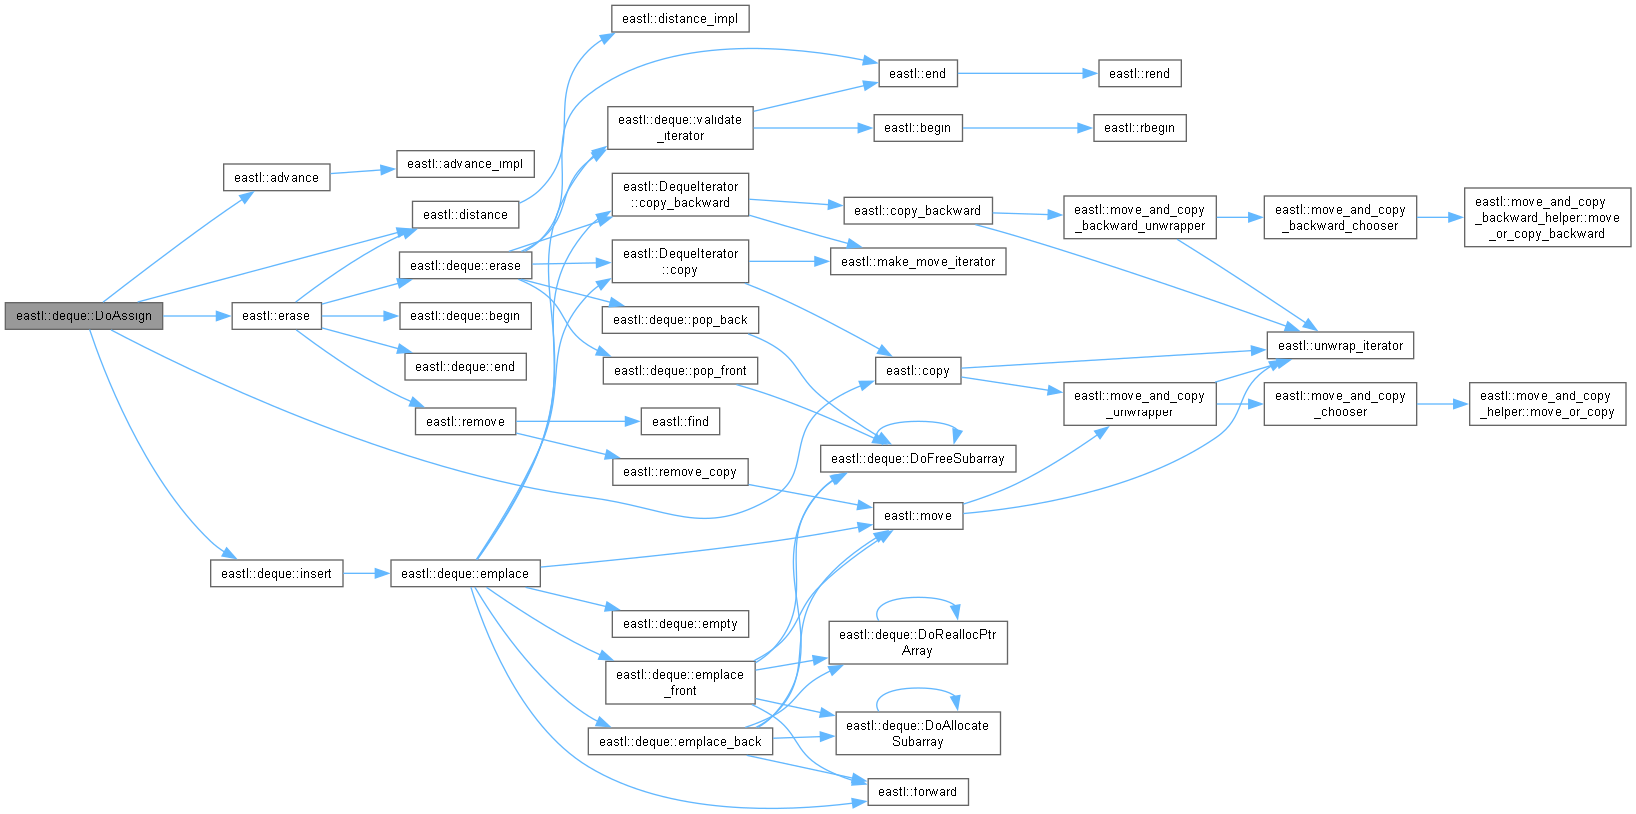 eastl::deque::DoAssign
eastl::advance
eastl::advance_impl
eastl::distance
eastl::distance_impl
eastl::erase
eastl::deque::erase
eastl::deque::begin
eastl::deque::end
eastl::remove
eastl::deque::insert
eastl::deque::emplace
eastl::deque::validate
_iterator
eastl::DequeIterator
::copy_backward
eastl::DequeIterator
::copy
eastl::deque::pop_back
eastl::deque::pop_front
eastl::find
eastl::remove_copy
eastl::deque::empty
eastl::deque::emplace
_front
eastl::deque::emplace_back
eastl::end
eastl::begin
eastl::copy_backward
eastl::make_move_iterator
eastl::copy
eastl::deque::DoFreeSubarray
eastl::move
eastl::deque::DoReallocPtr
Array
eastl::deque::DoAllocate
Subarray
eastl::forward
eastl::rend
eastl::rbegin
eastl::move_and_copy
_backward_unwrapper
eastl::move_and_copy
_unwrapper
eastl::move_and_copy
_backward_chooser
eastl::unwrap_iterator
eastl::move_and_copy
_chooser
eastl::move_and_copy
_backward_helper::move
_or_copy_backward
eastl::move_and_copy
_helper::move_or_copy